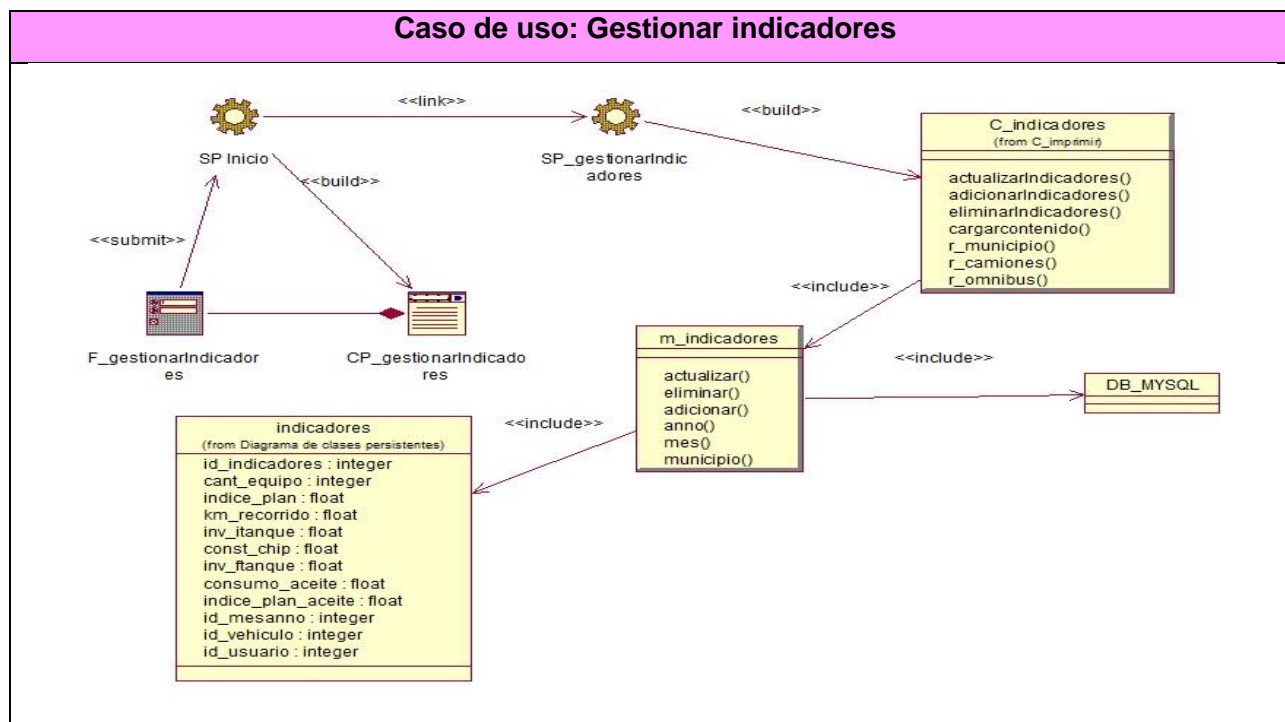 Caso de uso: Gestionar indicadores
<<link>>
<<build>>
SP Inicio
SP_gestionarIndic
adores
<<build>>
<<submit>>
C_indicadores
(from C_imprimir)
actualizarIndicadores()
adicionarIndicadores()
eliminarIndicadores()
cargarcontenido()
r_municipio()
r_camiones()
r_omnibus()
<<include>>
F_gestionarIndicador
es
CP_gestionarIndicado
res
m_indicadores
actualizar()
eliminar()
adicionar()
anno()
mes()
municipio()
<<include>>
DB_MYSQL
<<include>>
indicadores
(from Diagrama de clases persistentes)
id_indicadores : integer
cant_equipo : integer
indice_plan : float
km_recorrido : float
inv_itanque : float
const_chip : float
inv_ftanque : float
consumo_aceite : float
indice_plan_aceite : float
id_mesanno : integer
id_vehiculo : integer
id_usuario : integer